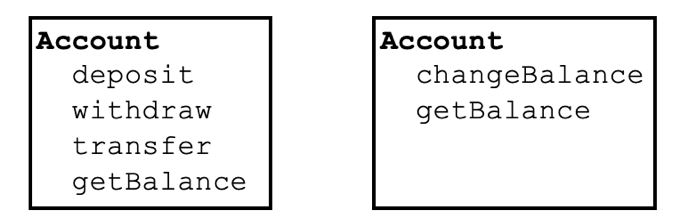 Account
deposit
withdraw
transfer
getBalance
Account
changeBalance
getBalance